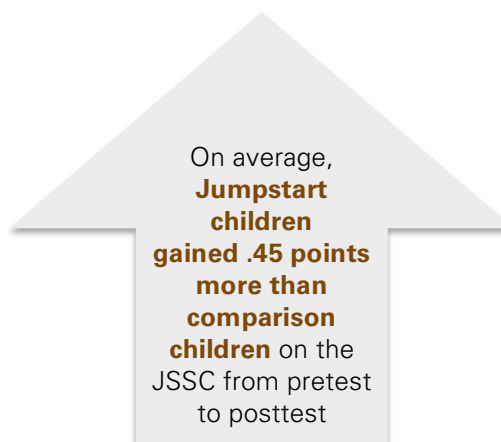 On average,
Jumpstart
children
gained .45 points
more than
comparison
children on the
JSSC from pretest
to posttest